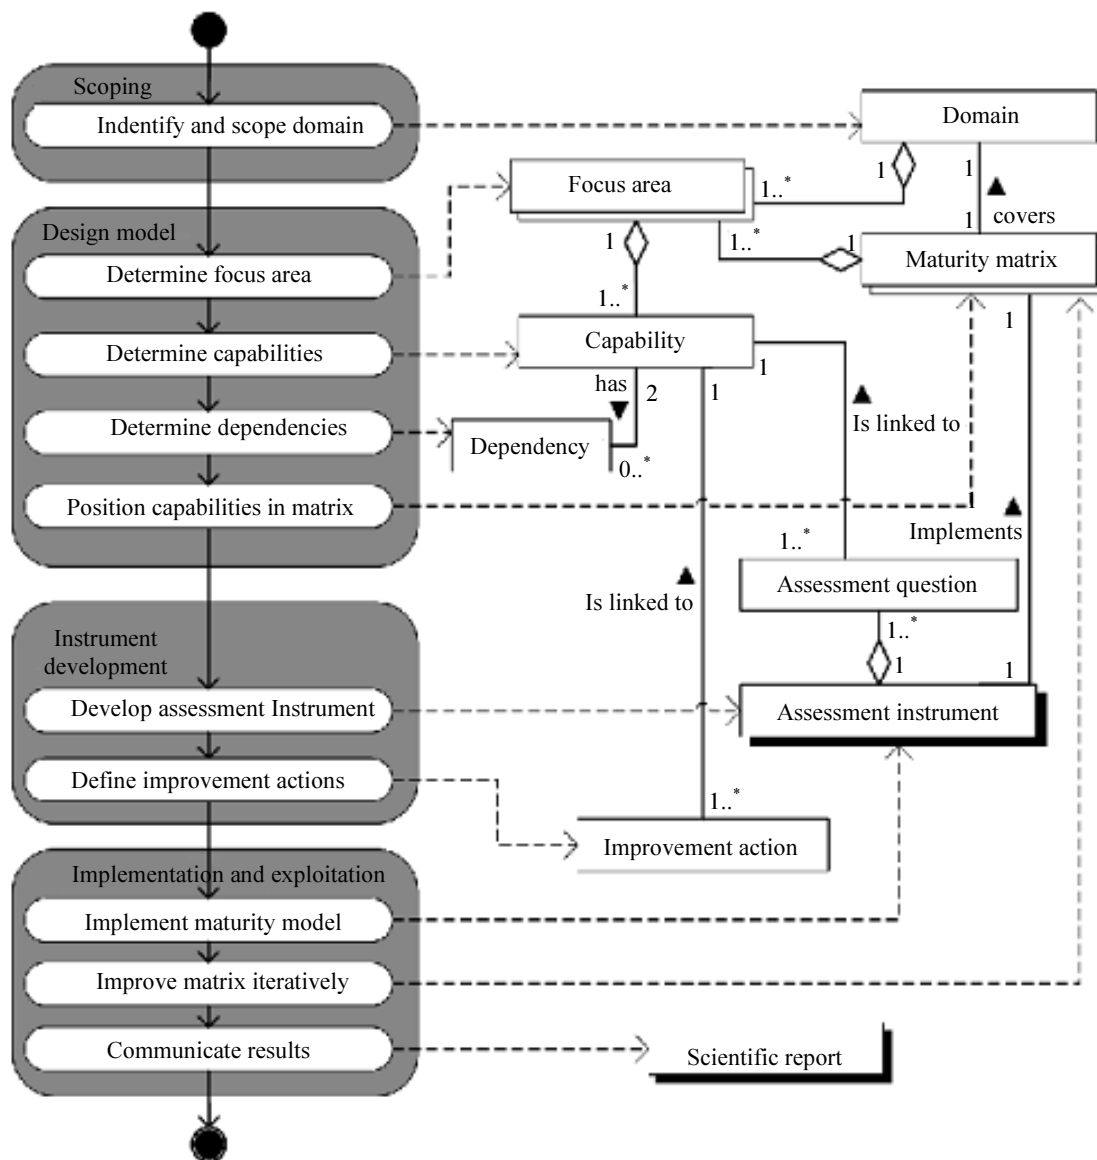 Scoping
Indentify and scope domain
Domain
1
1
Focus area
1..*
covers
Design model
1
1..*
1
1
Determine focus area
Maturity matrix
1..*
1
Determine capabilities
Capability
1
has
2
1
Is linked to
Determine dependencies
Dependency
0..*
Position capabilities in matrix
Implements
1..*
Is linked to
Assessment question
Instrument
development
1..*
1
1
Develop assessment Instrument
Assessment instrument
Define improvement actions
1..*
Improvement action
Implementation and exploitation
Implement maturity model
Improve matrix iteratively
Communicate results
Scientific report